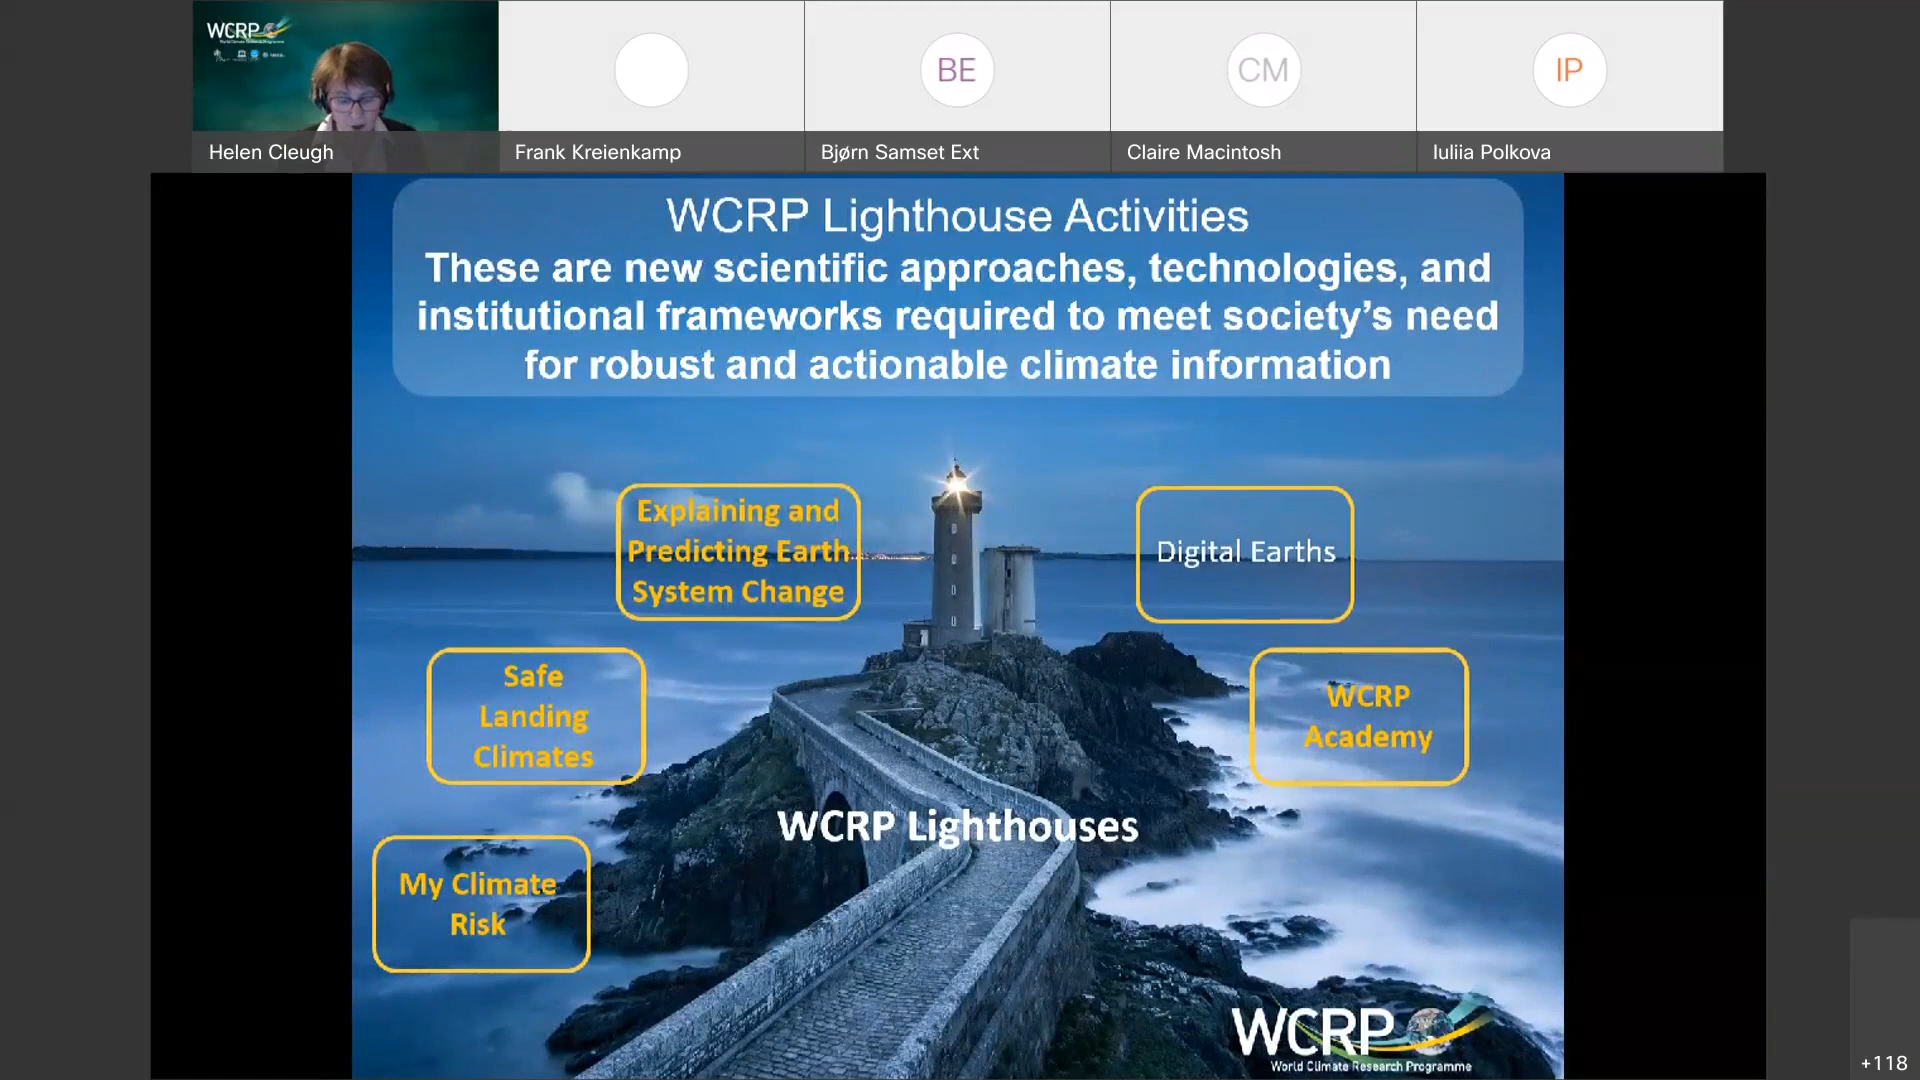 WCRP
Helen Cleugh
Frank Kreienkamp
BE
Bjørn Samset Ext
CM
Claire Macintosh
IP
Iuliia Polkova
WCRP Lighthouse Activities
These are new scientific approaches, technologies, and
institutional frameworks required to meet society's need
for robust and actionable climate information
Explaining and
Predicting Earth
System Change
Digital Earths
Safe
Landing
Climates
WCRP
Academy
WCRP Lighthouses
My Climate
Risk
WCRP
World Climate Research Programme
+118